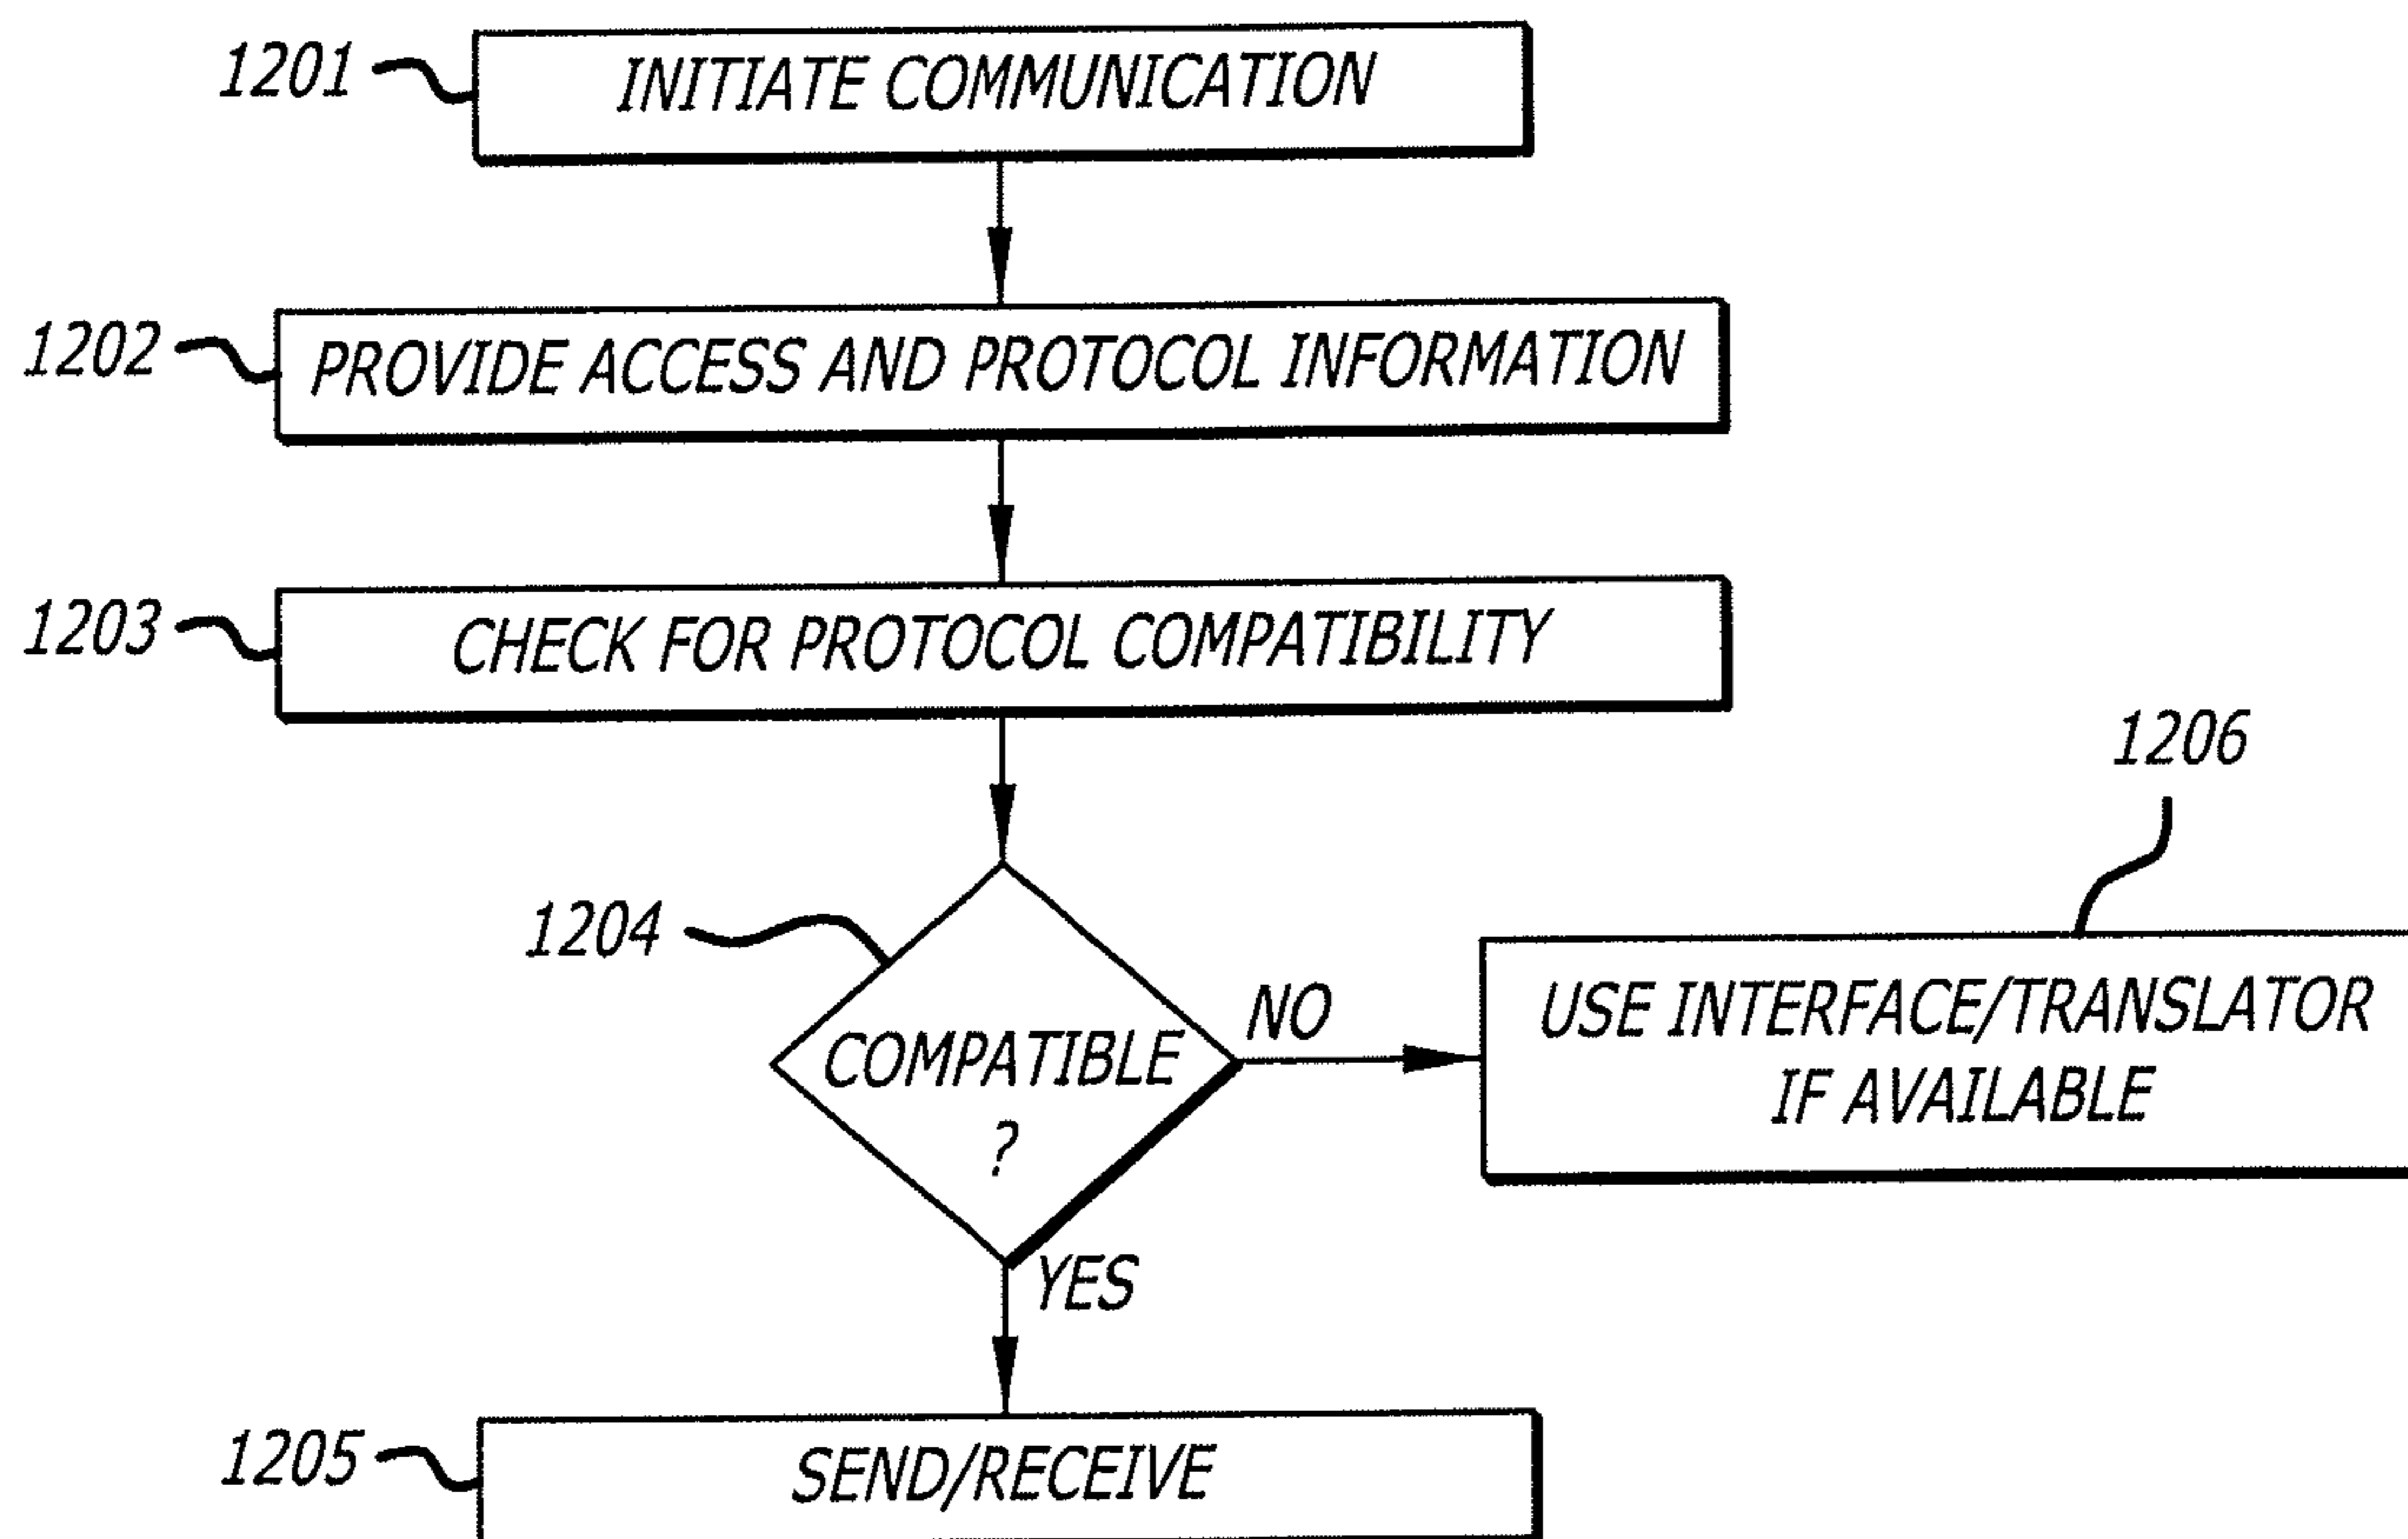 1201
INITIATE COMMUNICATION
1202
PROVIDE ACCESS AND PROTOCOL INFORMATION
1203
CHECK FOR PROTOCOL COMPATIBILITY
1206
1204
COMPATIBLE
?
NO
USE INTERFACE/TRANSLATOR
IF AVAILABLE
YES
1205
SEND/RECEIVE